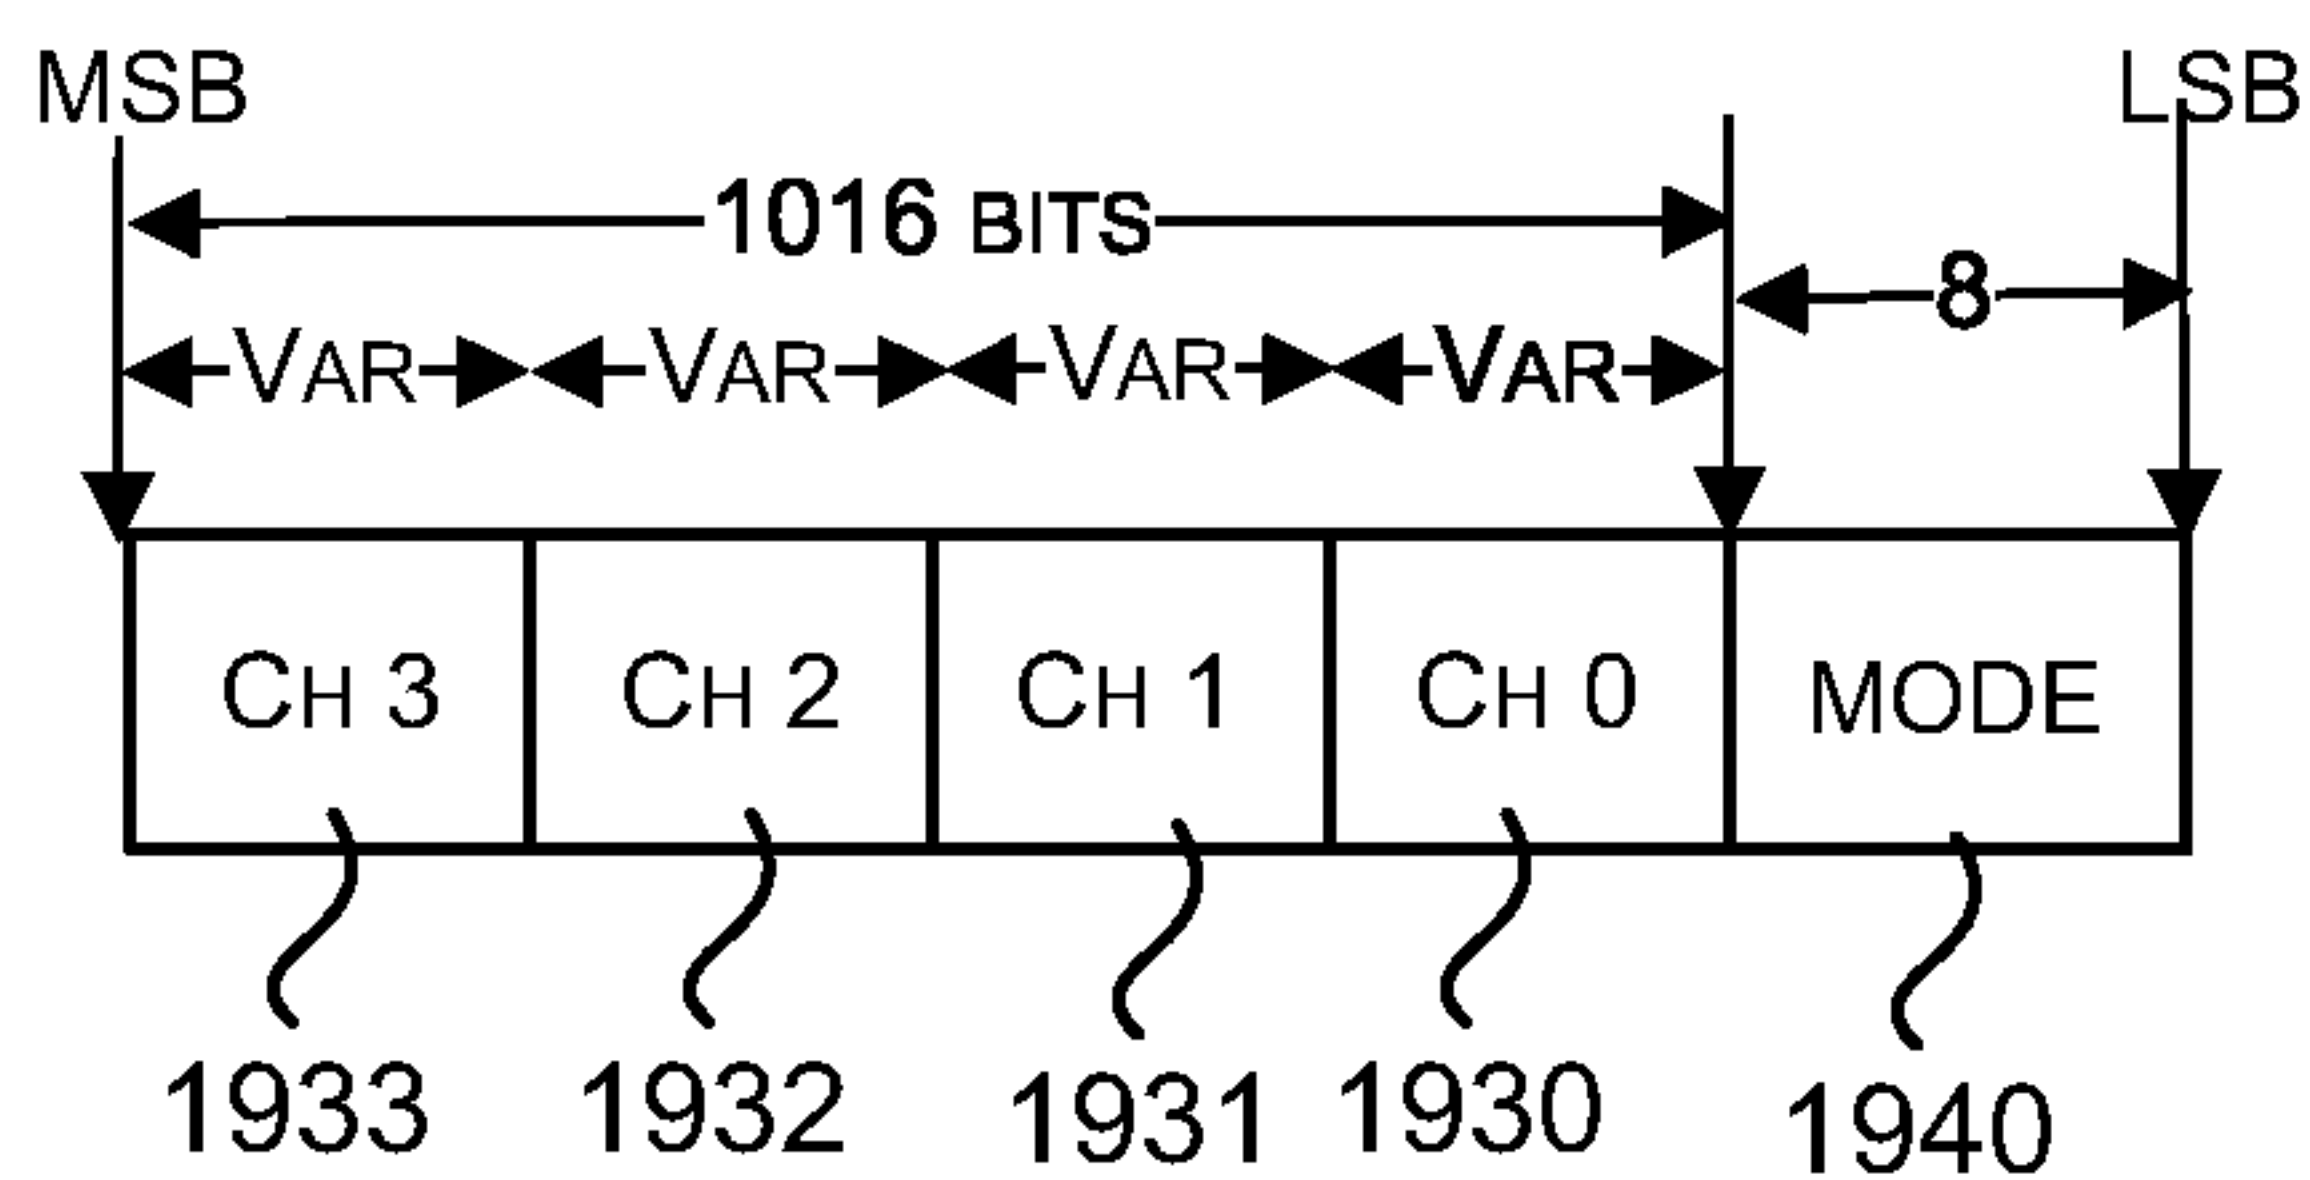 MSB LSB
1016 BITS
8
VAR VAR VAR VAR
CH 3 CH 2 CH 1 CH 0 MODE
1933 1932 1931 1930 1940